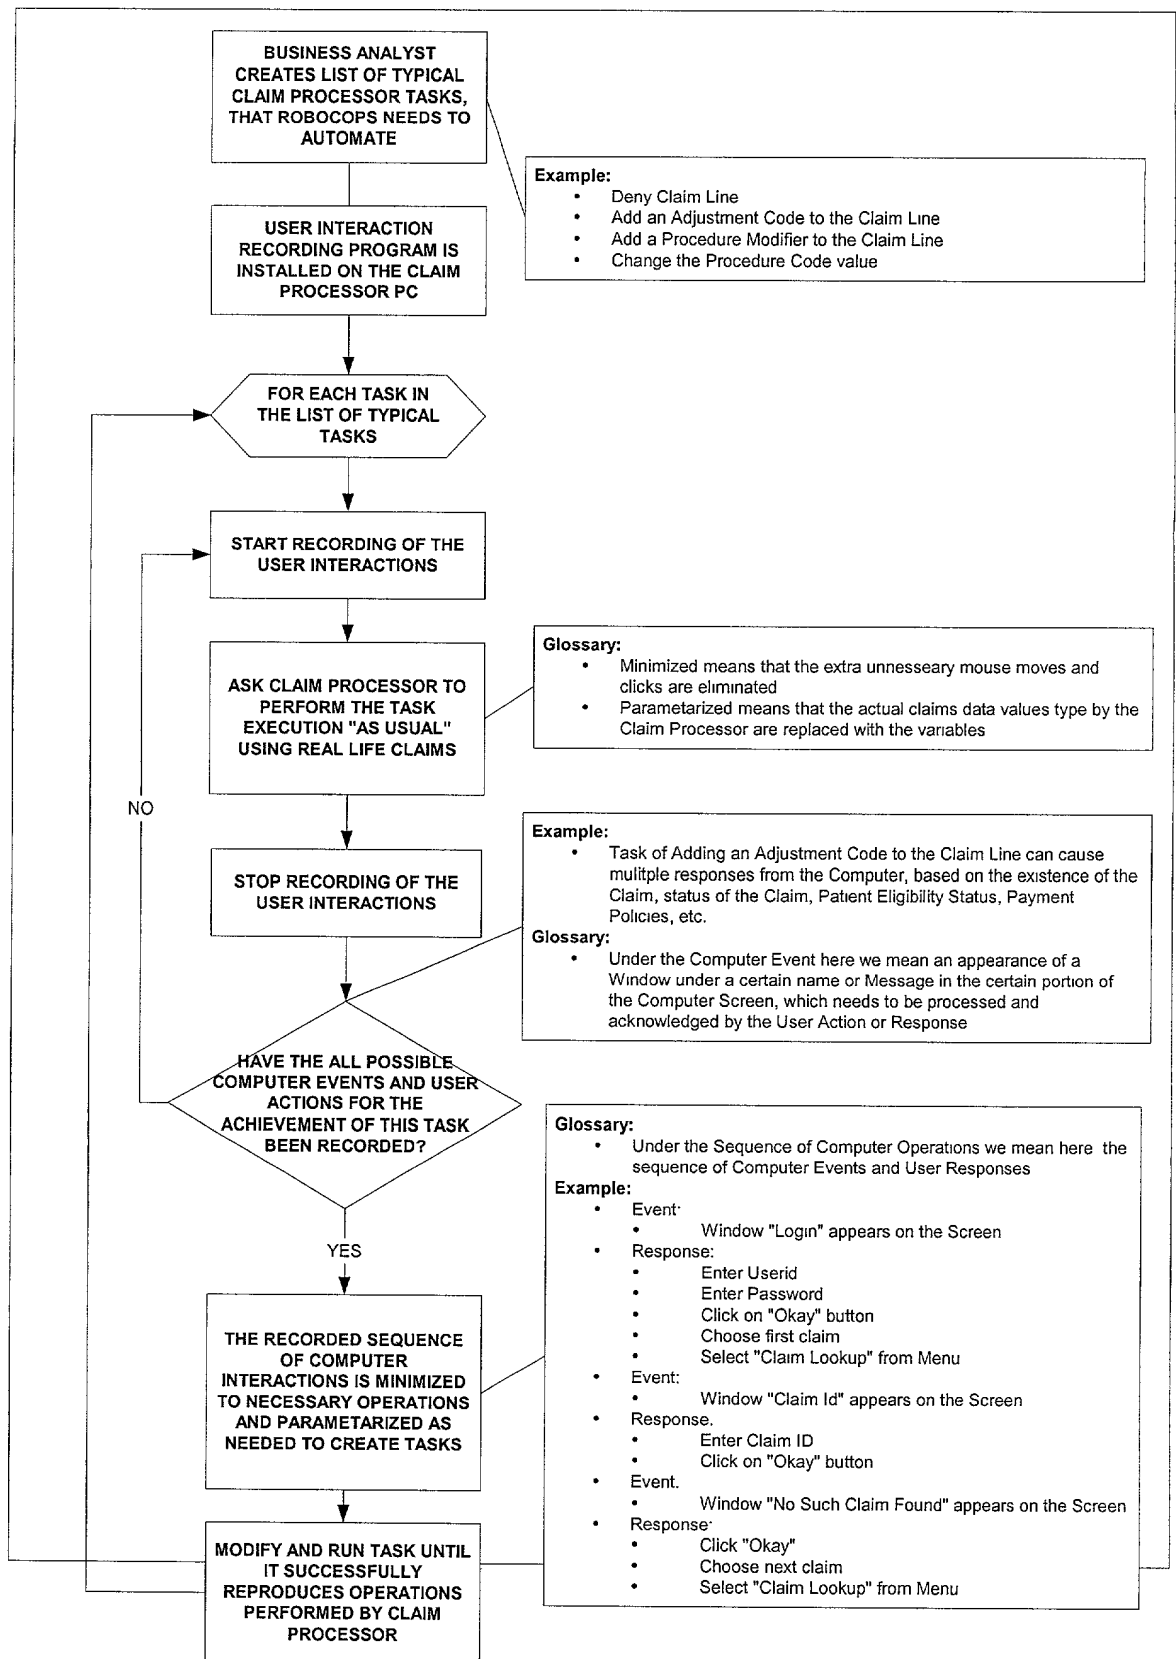 BUSINESS ANALYST
CREATES LIST OF TYPICAL
CLAIM PROCESSOR TASKS,
THAT ROBOCOPS NEEDS TO
AUTOMATE
Example:
• Deny Claim Line
• Add an Adjustment Code to the Claim Line
• Add a Procedure Modifier to the Claim Line
• Change the Procedure Code value
USER INTERACTION
RECORDING PROGRAM IS
INSTALLED ON THE CLAIM
PROCESSOR PC
FOR EACH TASK IN
THE LIST OF TYPICAL
TASKS
START RECORDING OF THE
USER INTERACTIONS
ASK CLAIM PROCESSOR TO
PERFORM THE TASK
EXECUTION "AS USUAL"
USING REAL LIFE CLAIMS
Glossary:
• Minimized means that the extra unnesseary mouse moves and
clicks are eliminated
• Parametarized means that the actual claims data values type by the
Claim Processor are replaced with the variables
NO
STOP RECORDING OF THE
USER INTERACTIONS
Example:
• Task of Adding an Adjustment Code to the Claim Line can cause
mulitple responses from the Computer, based on the existence of the
Claim, status of the Claim, Patient Eligibility Status, Payment
Policies, etc.
Glossary:
• Under the Computer Event here we mean an appearance of a
Window under a certain name or Message in the certain portion of
the Computer Screen, which needs to be processed and
acknowledged by the User Action or Response
HAVE THE ALL POSSIBLE
COMPUTER EVENTS AND USER
ACTIONS FOR THE
ACHIEVEMENT OF THIS TASK
BEEN RECORDED?
YES
Glossary:
• Under the Sequence of Computer Operations we mean here the
sequence of Computer Events and User Responses
Example:
• Event:
• Window "Login" appears on the Screen
• Response:
• Enter Userid
• Enter Password
• Click on "Okay" button
• Choose first claim
• Select "Claim Lookup" from Menu
• Event:
• Window "Claim Id" appears on the Screen
• Response.
• Enter Claim ID
• Click on "Okay" button
• Event.
• Window "No Such Claim Found" appears on the Screen
• Response:
• Click "Okay"
• Choose next claim
• Select "Claim Lookup" from Menu
THE RECORDED SEQUENCE
OF COMPUTER
INTERACTIONS IS MINIMIZED
TO NECESSARY OPERATIONS
AND PARAMETARIZED AS
NEEDED TO CREATE TASKS
MODIFY AND RUN TASK UNTIL
IT SUCCESSFULLY
REPRODUCES OPERATIONS
PERFORMED BY CLAIM
PROCESSOR